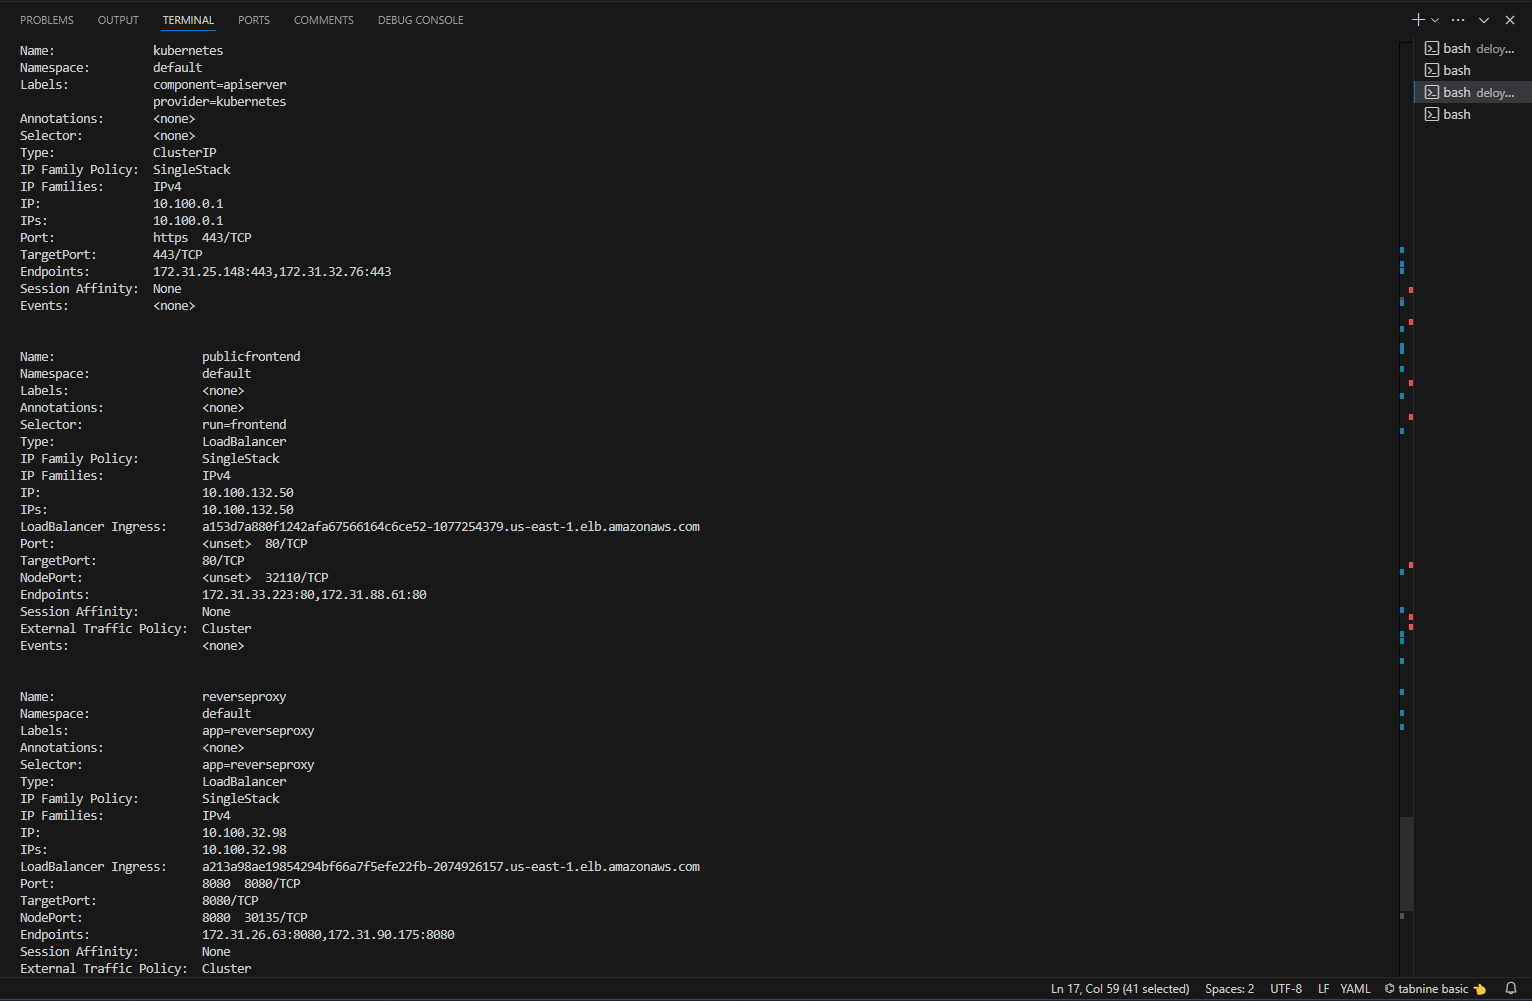 PROBLEMS OUTPUT TERMINAL PORTS COMMENTS DEBUG CONSOLE
Name: kubernetes
Namespace: default
Labels: component=apiserver
provider=kubernetes
Annotations: <none>
Selector: <none>
Type: ClusterIP
IP Family Policy: SingleStack
IP Families: IPv4
IP: 10.100.0.1
IPs: 10.100.0.1
Port: https 443/TCP
TargetPort: 443/TCP
Endpoints: 172.31.25.148:443,172.31.32.76:443
Session Affinity: None
Events: <none>
Name: publicfrontend
Namespace: default
Labels: <none>
Annotations: <none>
Selector: run=frontend
Type: LoadBalancer
IP Family Policy: SingleStack
IP Families: IPv4
IP: 10.100.132.50
IPs: 10.100.132.50
LoadBalancer Ingress: a153d7a880f1242afa67566164c6ce52-1077254379.us-east-1.elb.amazonaws.com
Port: <unset> 80/TCP
TargetPort: 80/TCP
NodePort: <unset> 32110/TCP
Endpoints: 172.31.33.223:80,172.31.88.61:80
Session Affinity: None
External Traffic Policy: Cluster
Events: <none>
Name: reverseproxy
Namespace: default
Labels: app=reverseproxy
Annotations: <none>
Selector: app=reverseproxy
Type: LoadBalancer
IP Family Policy: SingleStack
IP Families: IPv4
IP: 10.100.32.98
IPs: 10.100.32.98
LoadBalancer Ingress: a213a98ae19854294bf66a7f5efe22fb-2074926157.us-east-1.elb.amazonaws.com
Port: 8080 8080/TCP
TargetPort: 8080/TCP
NodePort: 8080 30135/TCP
Endpoints: 172.31.26.63:8080,172.31.90.175:8080
Session Affinity: None
External Traffic Policy: Cluster
bash deloy...
bash
bash deloy...
bash
Ln 17, Col 59 (41 selected) Spaces: 2 UTF-8 LF YAML tabnine basic 👈